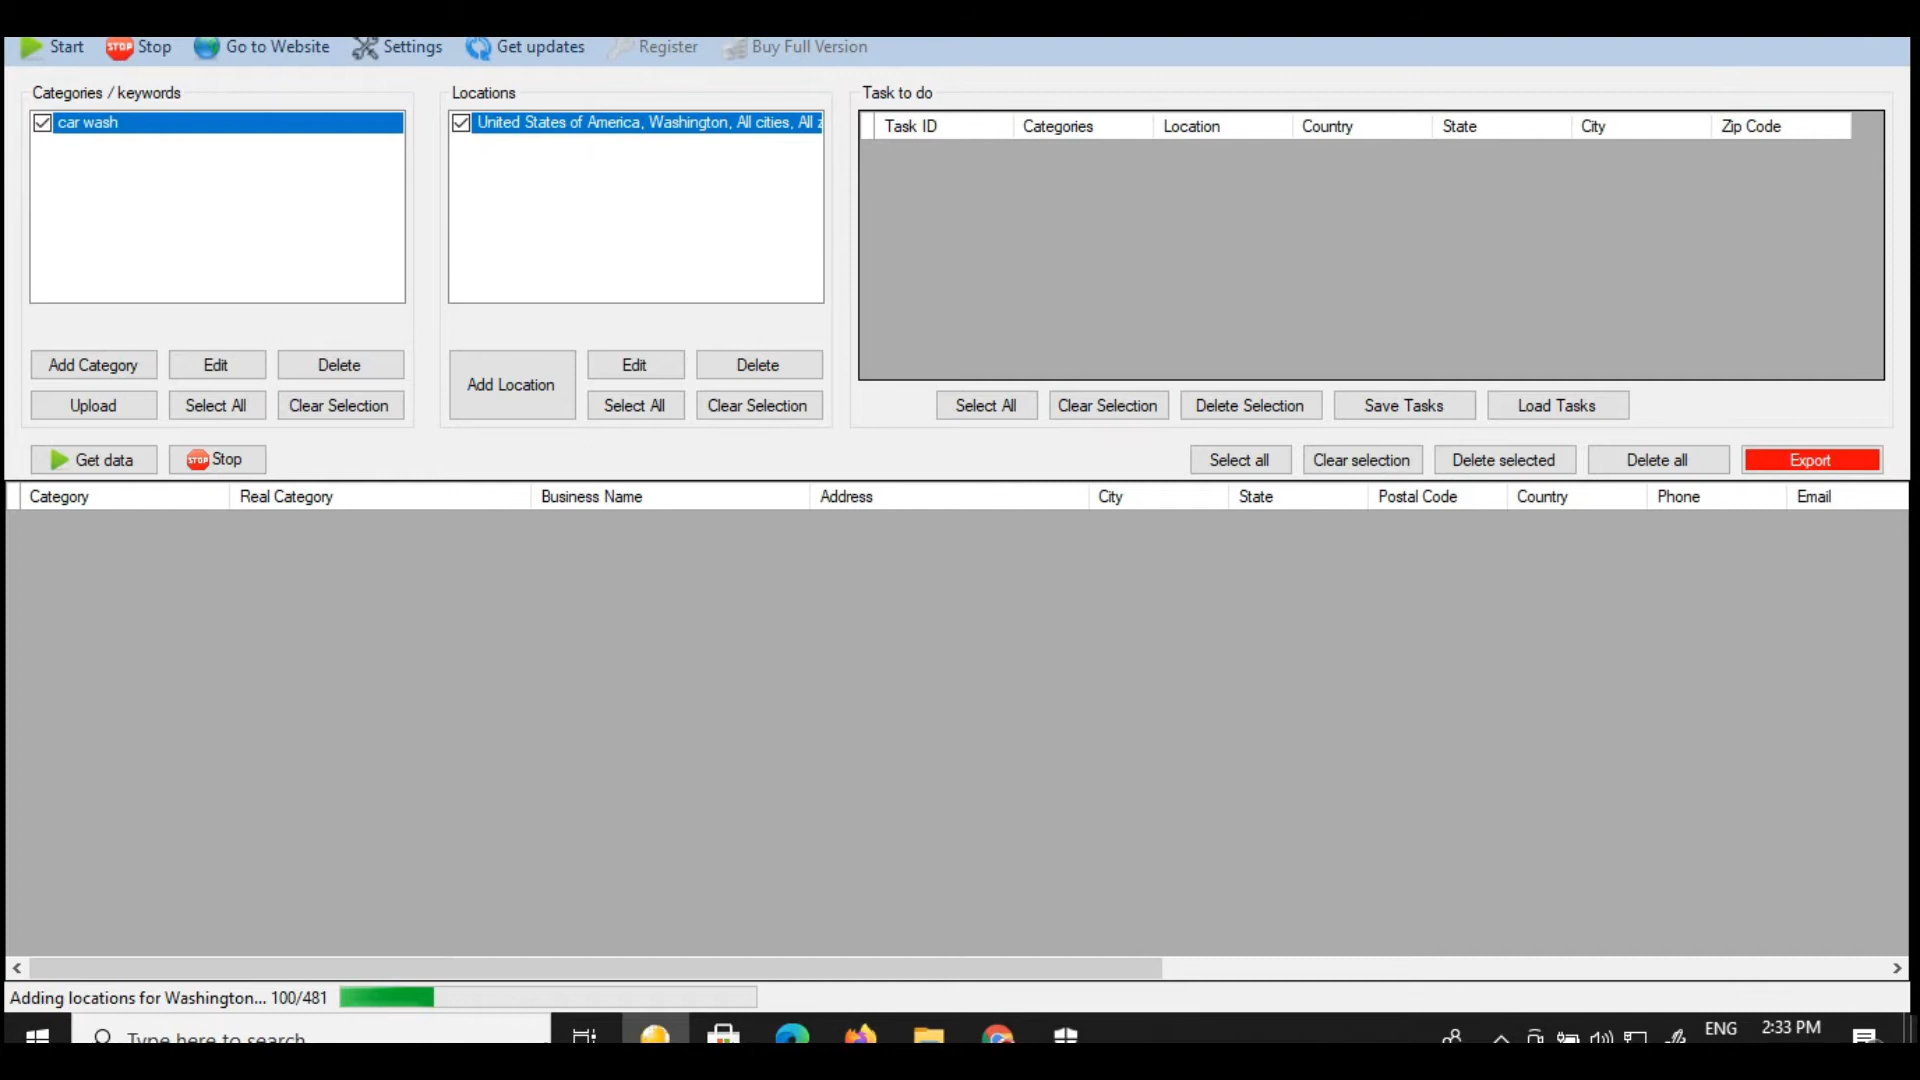 Start Stop Go to Website Settings Get updates Register Buy Full Version
Categories / keywords
car wash
Add Category Edit Delete
Upload Select All Clear Selection
Locations
United States of America, Washington, All cities, All
Add Location Edit Delete
Select All Clear Selection
Task to do
Task ID Categories Location Country State City Zip Code
Select All Clear Selection Delete Selection Save Tasks Load Tasks
Get data STOP Stop Select all Clear selection Delete selected Delete all Export
Category Real Category Business Name Address City State Postal Code Country Phone Email
Adding locations for Washington... 100/481
Type here to search ENG 2:33 PM